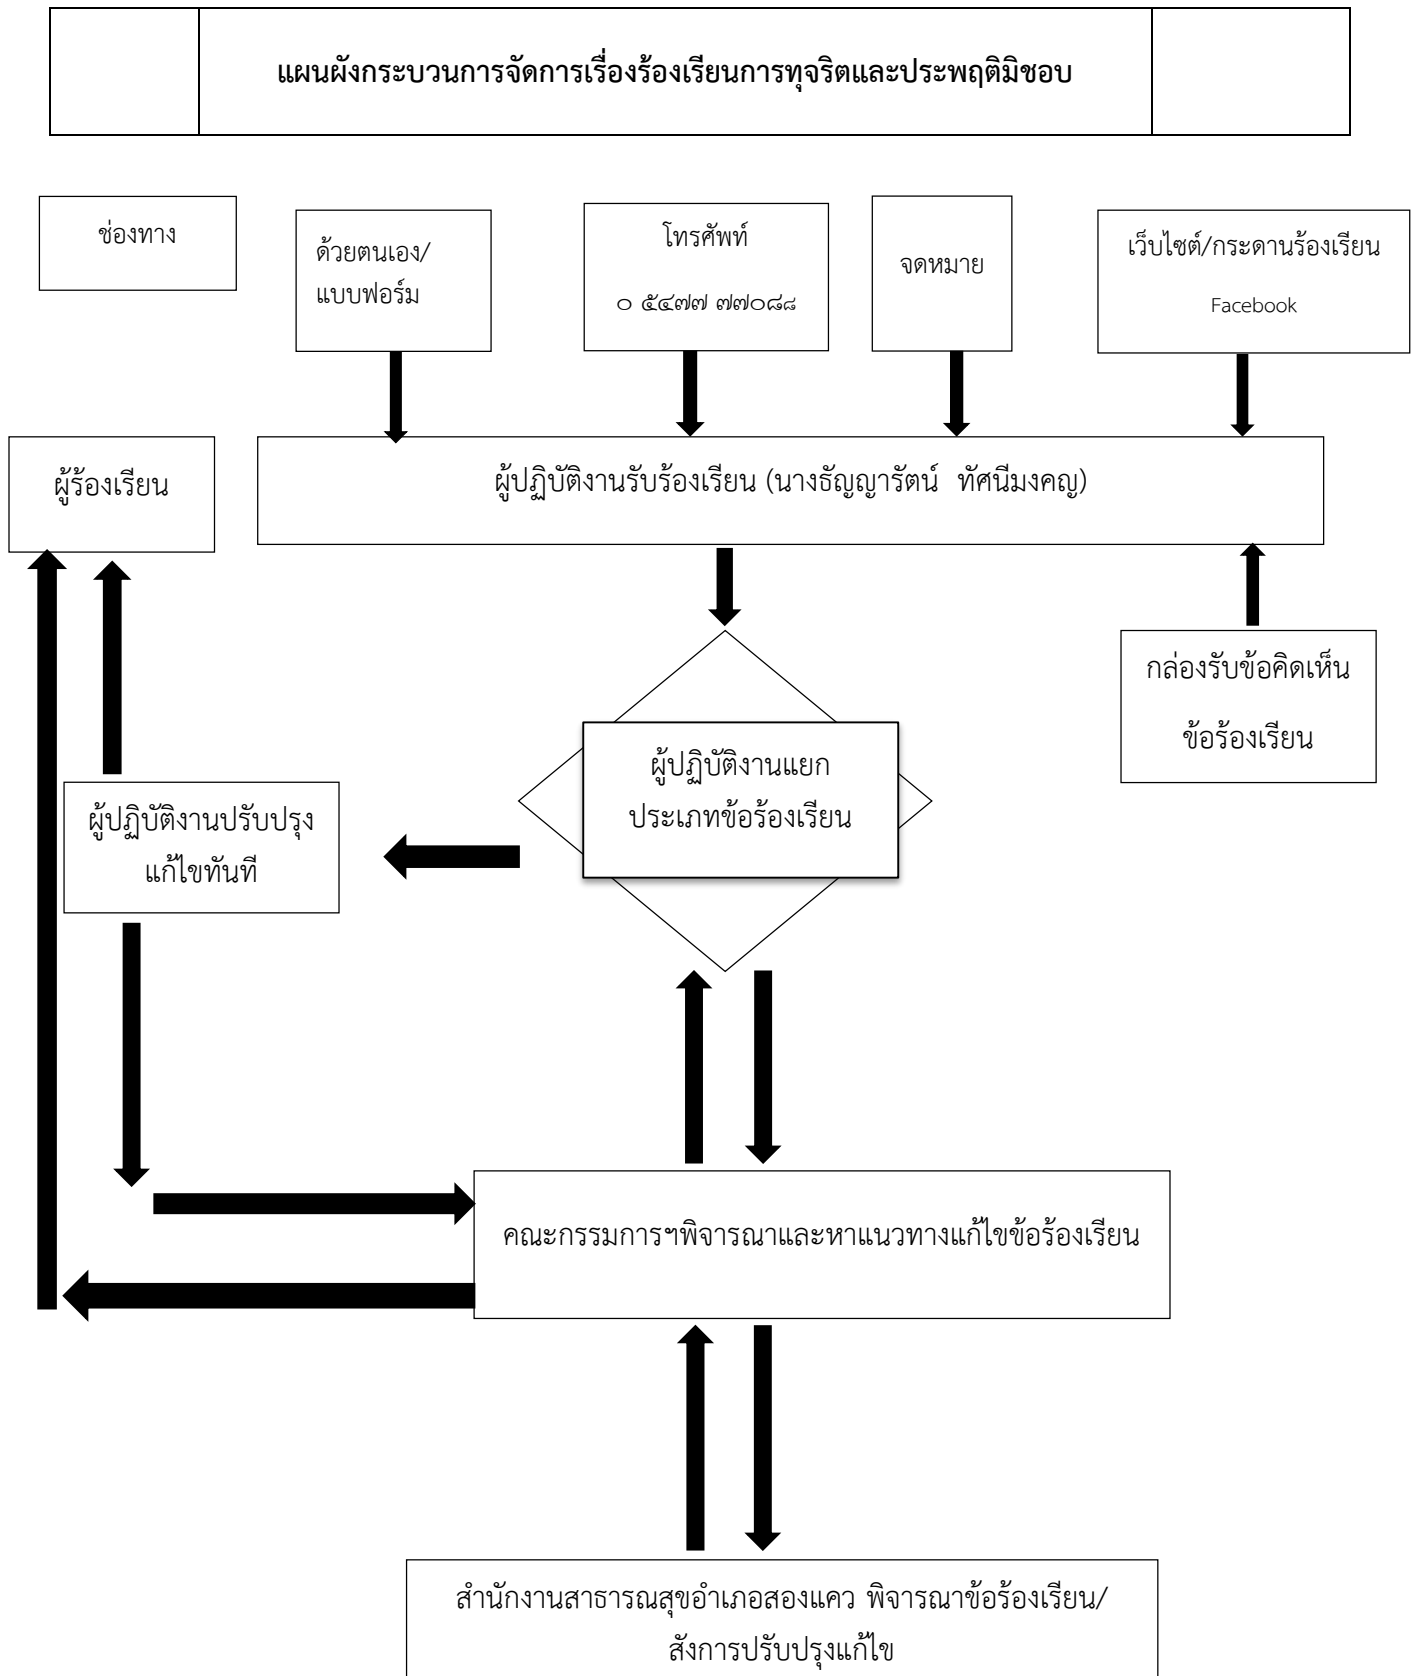 แผนผังกระบวนการจัดการเรื่องร้องเรียนการทุจริตและประพฤติมิชอบ
ช่องทาง
ด้วยตนเอง/
แบบฟอร์ม
โทรศัพท์
๐ ๕๔๗๗ ๗๗๐๘๘
จดหมาย
เว็บไซต์/กระดานร้องเรียน
Facebook
ผู้ร้องเรียน
ผู้ปฏิบัติงานรับร้องเรียน (นางธัญญารัตน์ ทัศนีมงคญ)
กล่องรับข้อคิดเห็น
ข้อร้องเรียน
ผู้ปฏิบัติงานแยก
ประเภทข้อร้องเรียน
ผู้ปฏิบัติงานปรับปรุง
แก้ไขทันที
คณะกรรมการฯพิจารณาและหาแนวทางแก้ไขข้อร้องเรียน
สำนักงานสาธารณสุขอำเภอสองแคว พิจารณาข้อร้องเรียน/
สังการปรับปรุงแก้ไข